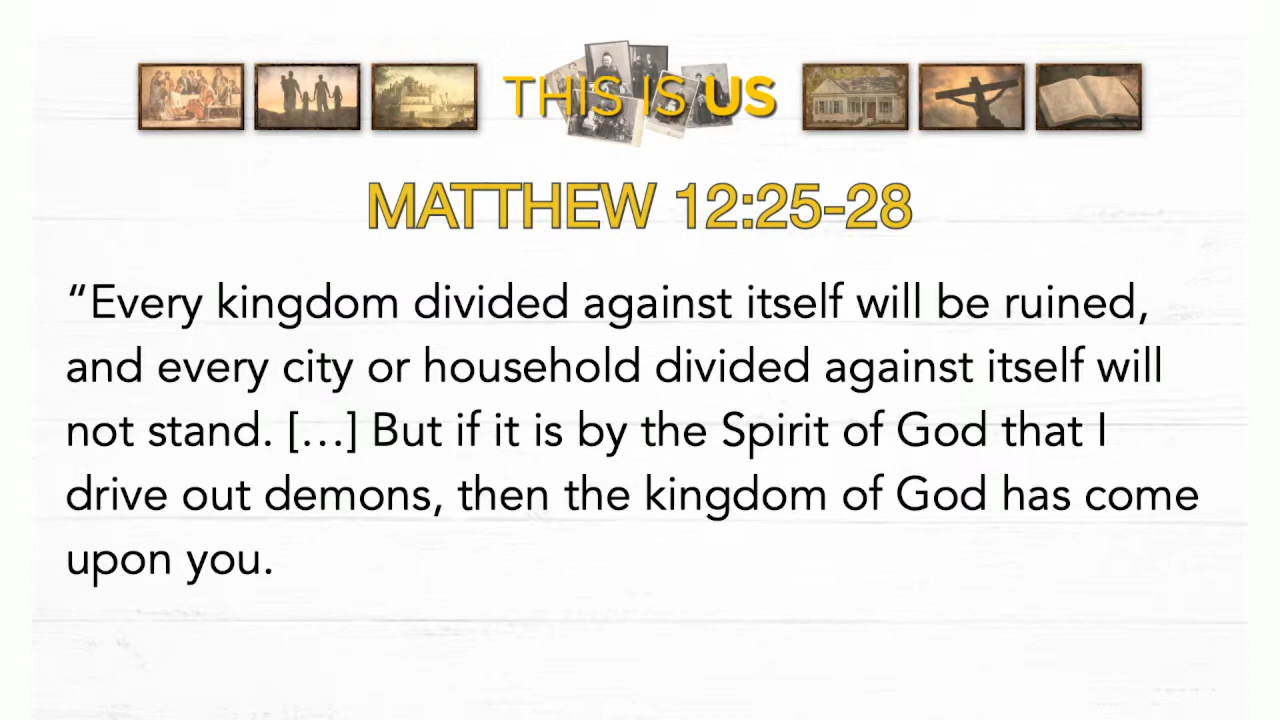 THIS IS US
MATTHEW 12:25-28
“Every kingdom divided against itself will be ruined,
and every city or household divided against itself will
not stand. […] But if it is by the Spirit of God that I
drive out demons, then the kingdom of God has come
upon you.